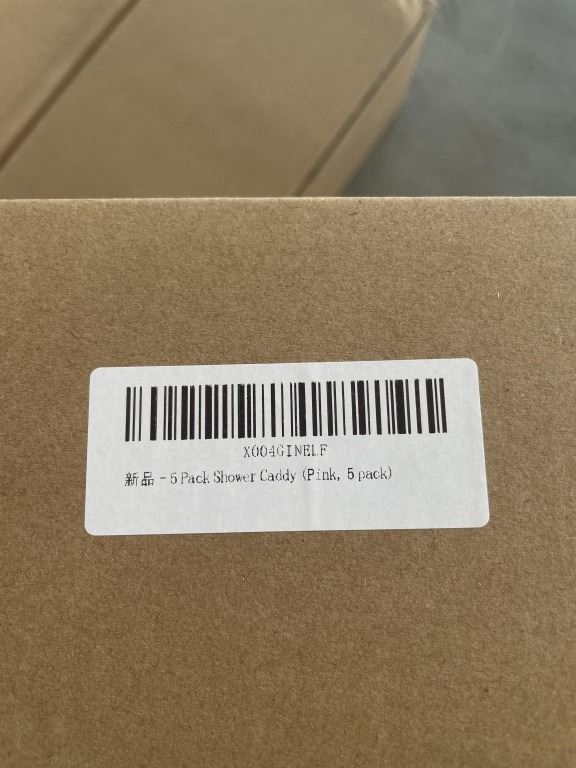 X004GINELF
新品 - 5 Pack Shower Caddy (Pink, 5 pack)